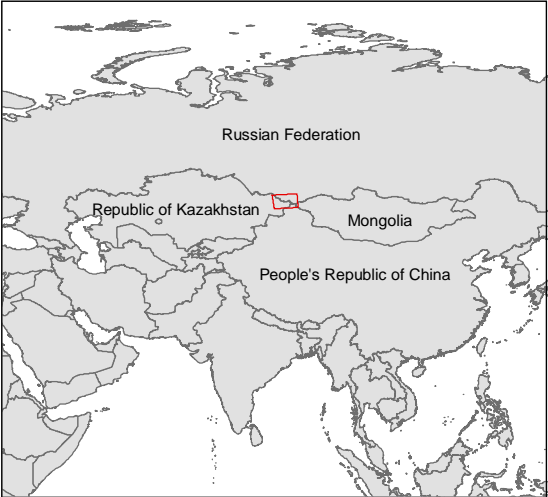 Russian Federation
Republic of Kazakhstan
Mongolia
People's Republic of China